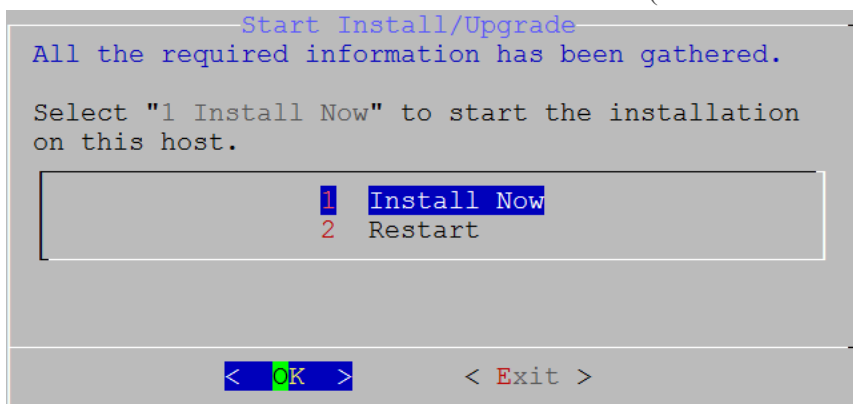 Start Install/Upgrade
All the required information has been gathered.
Select "1 Install Now" to start the installation
on this host.
1 Install Now
2 Restart
< OK > < Exit >